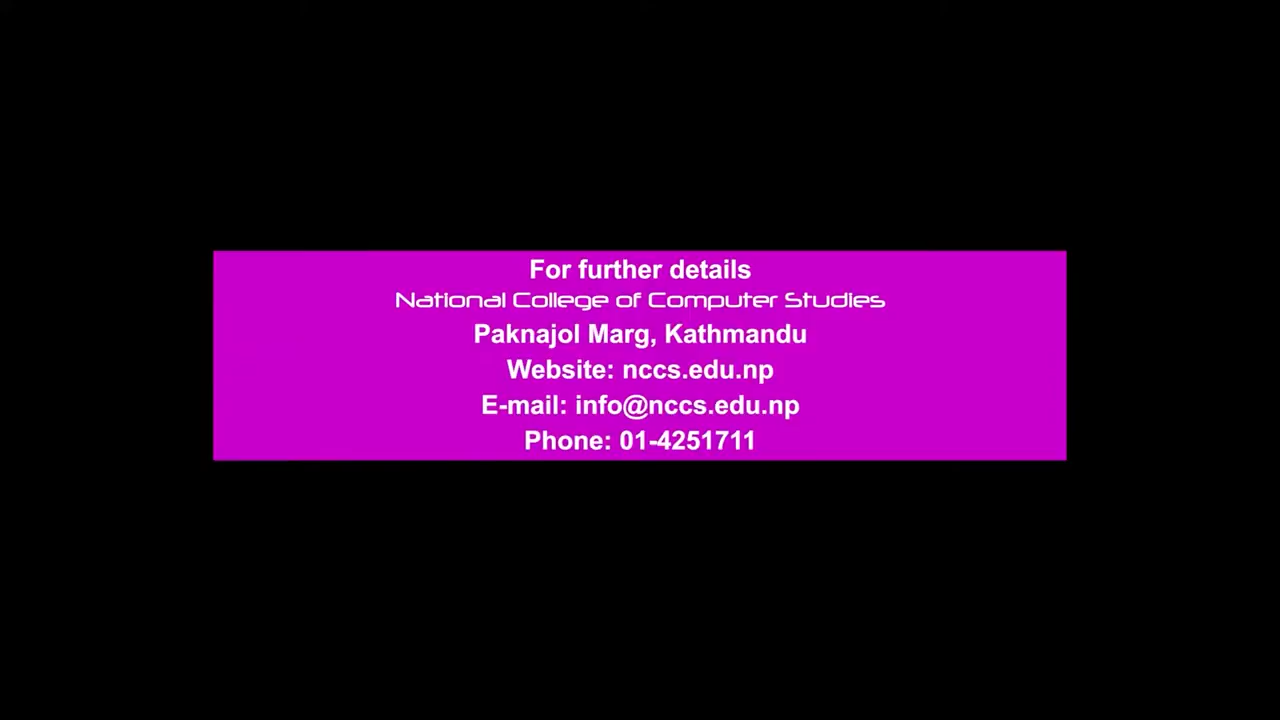 For further details
National College of Computer Studies
Paknajol Marg, Kathmandu
Website: nccs.edu.np
E-mail: info@nccs.edu.np
Phone: 01-4251711